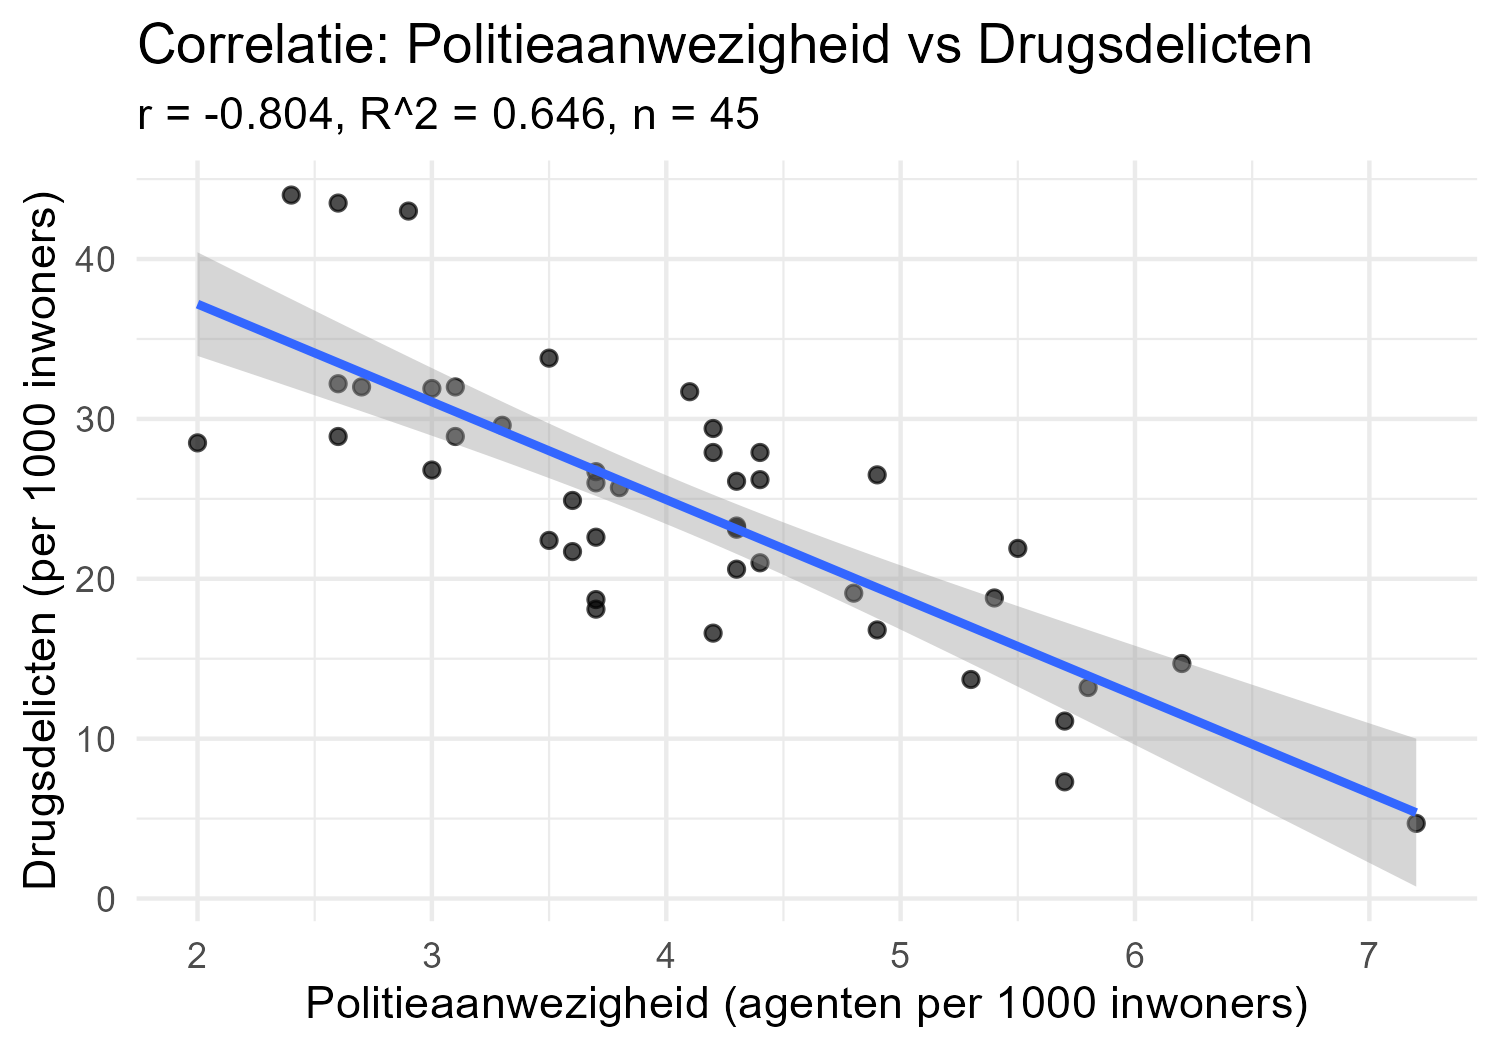 Correlatie: Politieaanwezigheid vs Drugsdelicten
r = -0.804, R^2 = 0.646, n = 45
Drugsdelicten (per 1000 inwoners)
40
30
20
10
0
2 3 4 5 6 7
Politieaanwezigheid (agenten per 1000 inwoners)